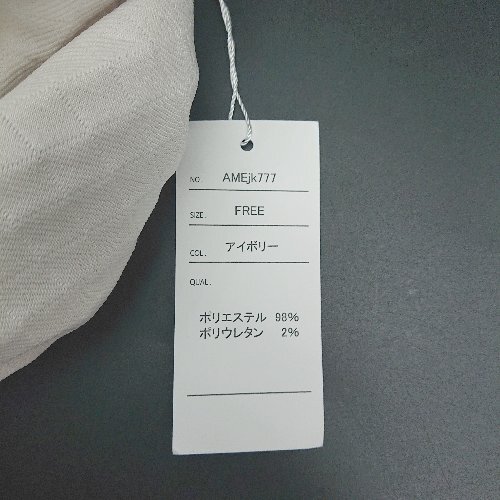 NO. AMEjk777
SIZE. FREE
COL. アイボリー
QUAL.
ポリエステル 98%
ポリウレタン 2%